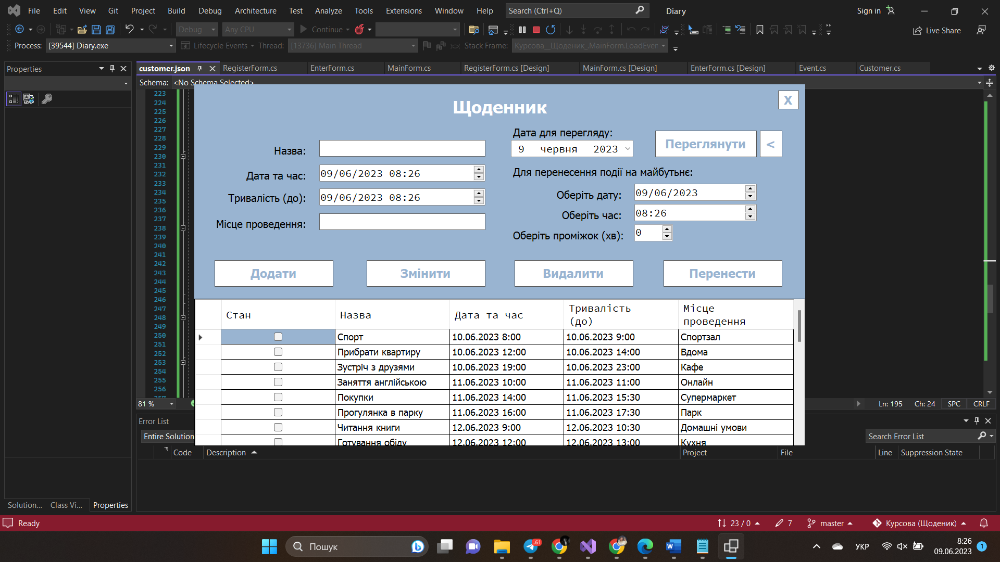 File Edit View Git Project Build Debug Architecture Test Analyze Tools Extensions Window Help Search (Ctrl+Q) Diary Sign in
Debug Any CPU Continue Live Share
Process: [39544] Diary.exe Lifecycle Events Thread: [13736] Main Thread Stack Frame: Курсова__Щоденик_.MainForm.LoadEver
Properties
customer.json RegisterForm.cs EnterForm.cs MainForm.cs RegisterForm.cs [Design] MainForm.cs [Design] EnterForm.cs [Design] Event.cs Customer.cs
Schema: <No Schema Selected>
223
224
225
226
227
228
229
230
231
232
233
234
235
236
237
238
239
240
241
242
243
244
245
246
247
248
249
250
251
252
253
254
255
256
257
Щоденник
X
Назва:
Дата та час: 09/06/2023 08:26
Тривалість (до): 09/06/2023 08:26
Місце проведення:
Дата для перегляду:
9 червня 2023
Переглянути <
Для перенесення події на майбутьнє:
Оберіть дату: 09/06/2023
Оберіть час: 08:26
Оберіть проміжок (хв): 0
Додати Змінити Видалити Перенести
Стан Назва Дата та час Тривалість (до) Місце проведення
Спорт 10.06.2023 8:00 10.06.2023 9:00 Спортзал
Прибрати квартиру 10.06.2023 12:00 10.06.2023 14:00 Вдома
Зустріч з друзями 10.06.2023 19:00 10.06.2023 23:00 Кафе
Заняття англійською 11.06.2023 10:00 11.06.2023 11:00 Онлайн
Покупки 11.06.2023 14:00 11.06.2023 15:30 Супермаркет
Прогулянка в парку 11.06.2023 16:00 11.06.2023 17:30 Парк
Читання книги 12.06.2023 9:00 12.06.2023 10:30 Домашні умови
Готування обіду 12.06.2023 12:00 12.06.2023 13:00 Кухня
81 % Ln: 195 Ch: 24 SPC CRLF
Error List
Entire Solution Search Error List
Code Description Project File Line Suppression State
Solution... Class Vi... Properties
Ready 23 / 0 7 master Курсова (Щоденик)
Пошук ..61 УКР 8:26
09.06.2023 1